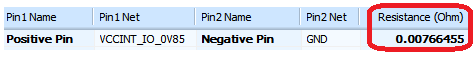 Pin1 Name Pin1 Net Pin2 Name Pin2 Net Resistance (Ohm)
Positive Pin VCCINT_IO_0V85 Negative Pin GND 0.00766455